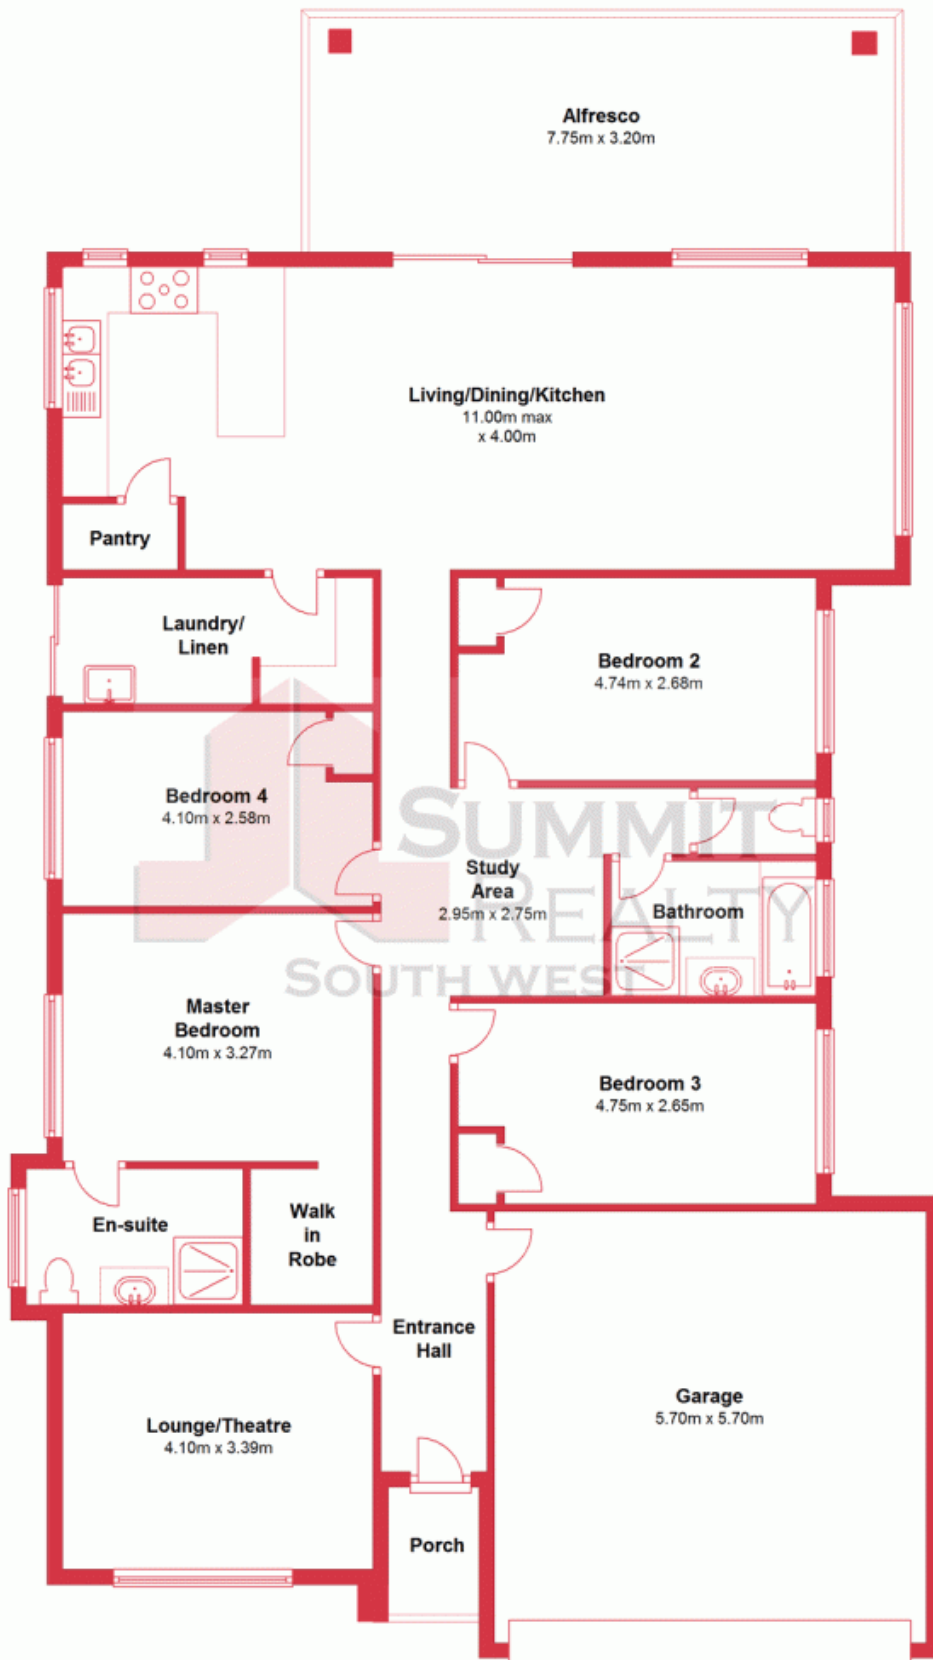 Alfresco
7.75m x 3.20m
Living/Dining/Kitchen
11.00m max
x 4.00m
Pantry
Laundry/
Linen
Bedroom 2
4.74m x 2.68m
Bedroom 4
4.10m x 2.58m
SUMMIT
REALTY
SOUTH WEST
Study
Area
2.95m x 2.75m
Bathroom
Master
Bedroom
4.10m x 3.27m
Bedroom 3
4.75m x 2.65m
En-suite
Walk
in
Robe
Entrance
Hall
Lounge/Theatre
4.10m x 3.39m
Garage
5.70m x 5.70m
Porch